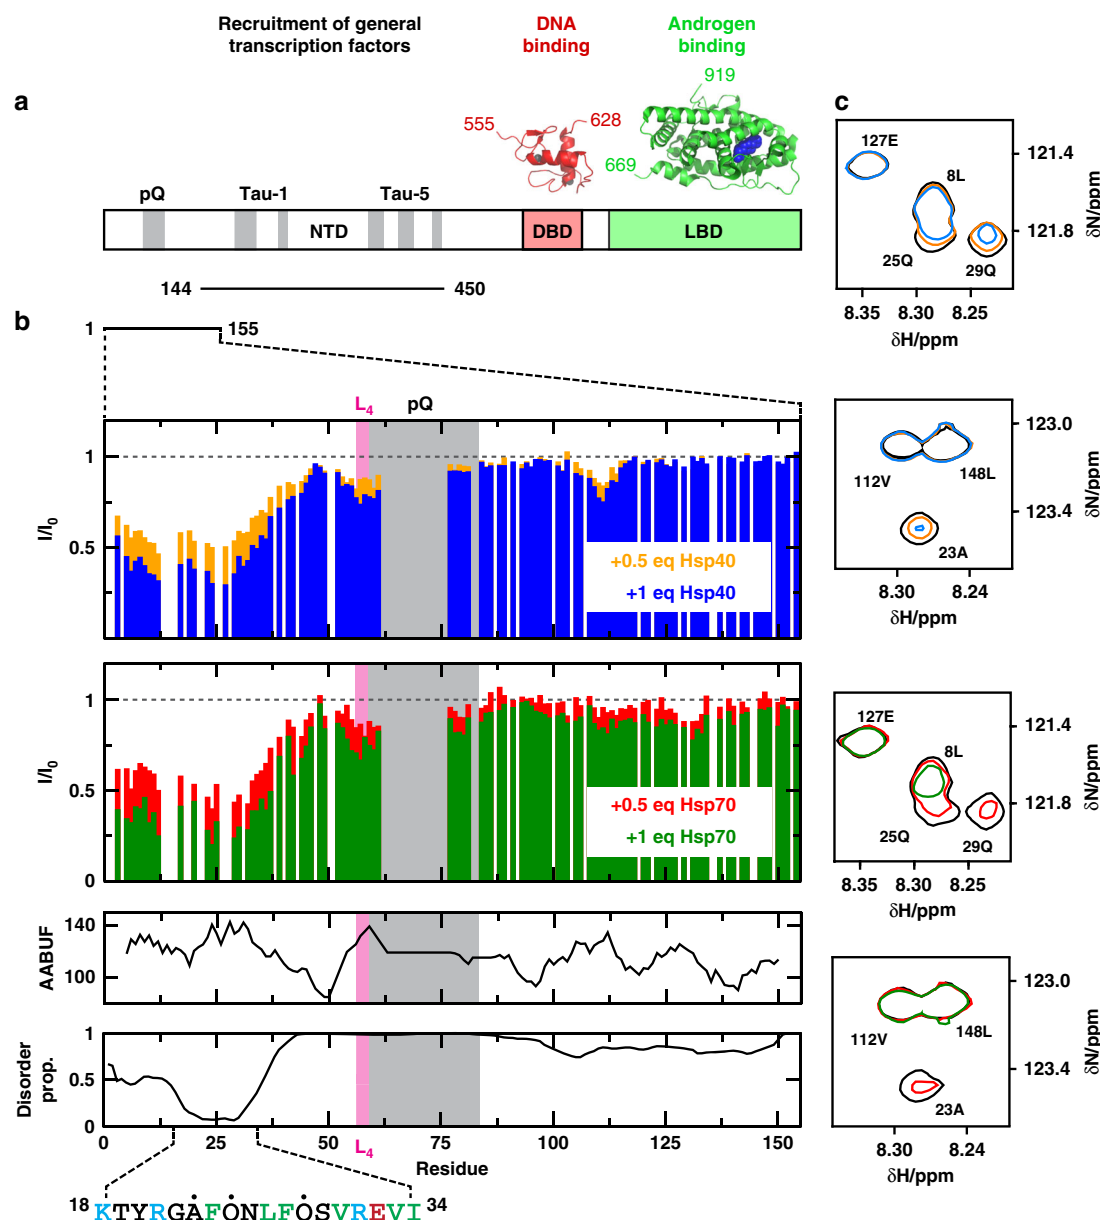 Recruitment of general
transcription factors
DNA
binding
Androgen
binding
a
555
628
919
669
pQ
Tau-1
Tau-5
NTD
DBD
LBD
144
450
b
1
155
L4
pQ
I/I0
1
0.5
+0.5 eq Hsp40
+1 eq Hsp40
I/I0
1
0.5
0
+0.5 eq Hsp70
+1 eq Hsp70
AABUF
140
100
Disorder
prop.
1
0.5
0
0 25 50 75 100 125 150
L4
Residue
18 KTYRGAFQNLFQSVREVI 34
c
127E
8L
25Q
29Q
121.4
121.8
δN/ppm
8.35 8.30 8.25
δH/ppm
112V
148L
23A
123.0
123.4
δN/ppm
8.30 8.24
δH/ppm
127E
8L
25Q
29Q
121.4
121.8
δN/ppm
8.35 8.30 8.25
δH/ppm
112V
148L
23A
123.0
123.4
δN/ppm
8.30 8.24
δH/ppm